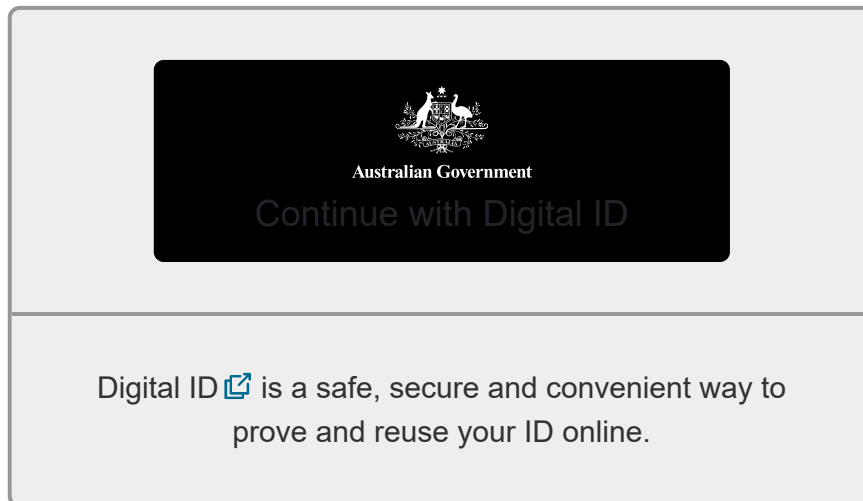 AUSTRALIA
Australian Government
Continue with Digital ID
Digital ID is a safe, secure and convenient way to
prove and reuse your ID online.